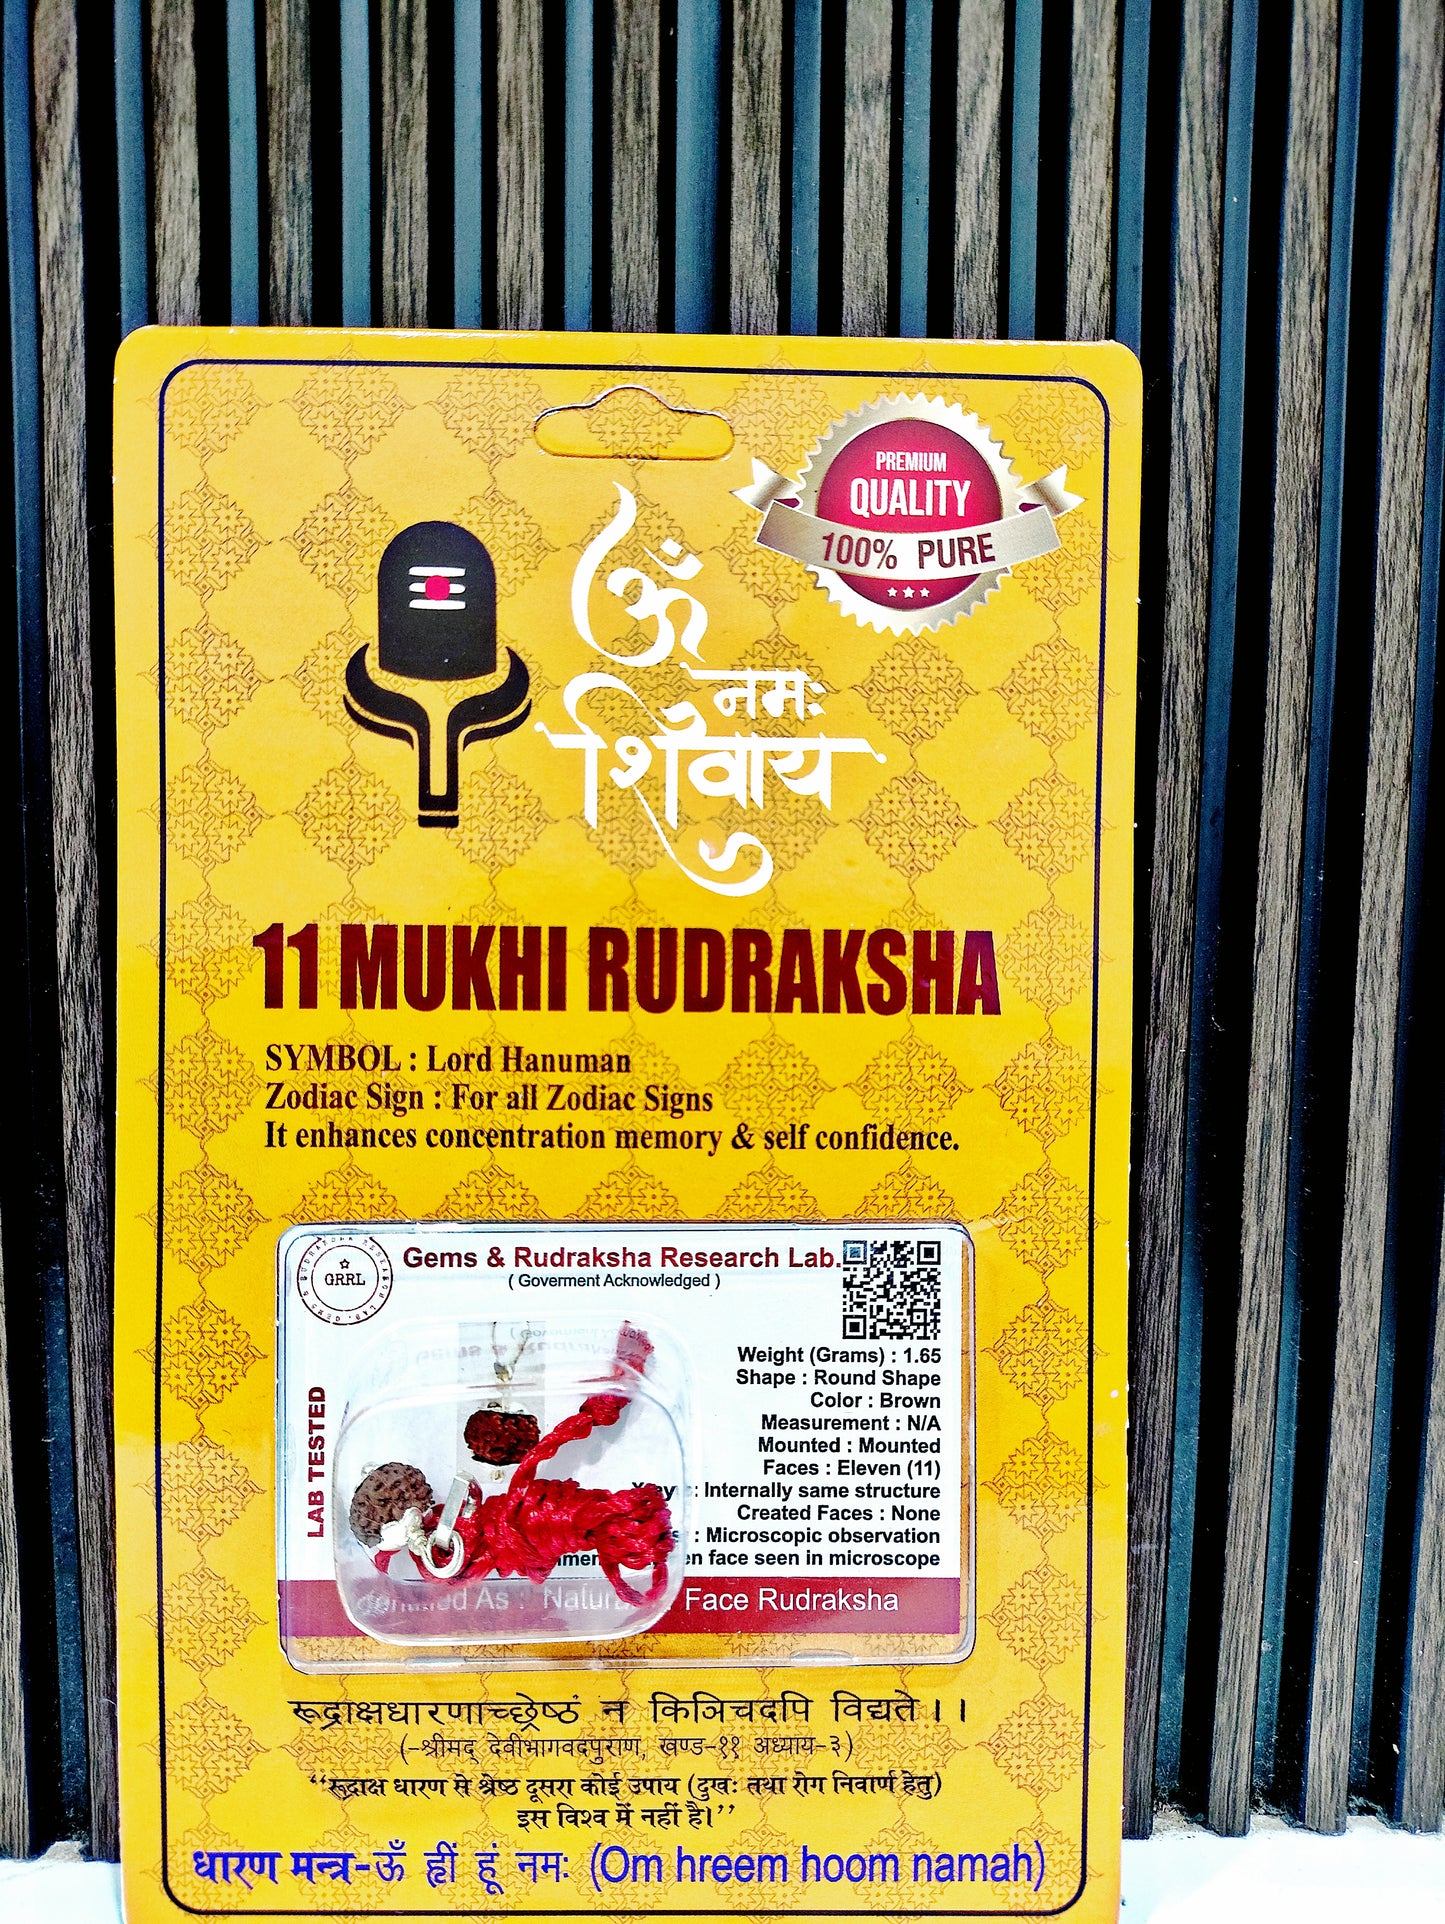 PREMIUM
QUALITY
100% PURE
ॐ
नमः
शिवाय
11 MUKHI RUDRAKSHA
SYMBOL : Lord Hanuman
Zodiac Sign : For all Zodiac Signs
It enhances concentration memory & self confidence.
GRRL
Gems & Rudraksha Research Lab.
( Goverment Acknowledged )
LAB TESTED
Weight (Grams) : 1.65
Shape : Round Shape
Color : Brown
Measurement : N/A
Mounted : Mounted
Faces : Eleven (11)
: Internally same structure
Created Faces : None
: Microscopic observation
face seen in microscope
As : Face Rudraksha
रूद्राक्षधारणाच्छ्रेष्ठं न किञिचदपि विद्यते।।
(-श्रीमद् देवीभागवदपुराण, खण्ड-११ अध्याय-३)
“रूद्राक्ष धारण से श्रेष्ठ दूसरा कोई उपाय (दुखः तथा रोग निवार्ण हेतु)
इस विश्व में नहीं है।”
धारण मन्त्र-ॐ ह्रीं हूं नमः (Om hreem hoom namah)